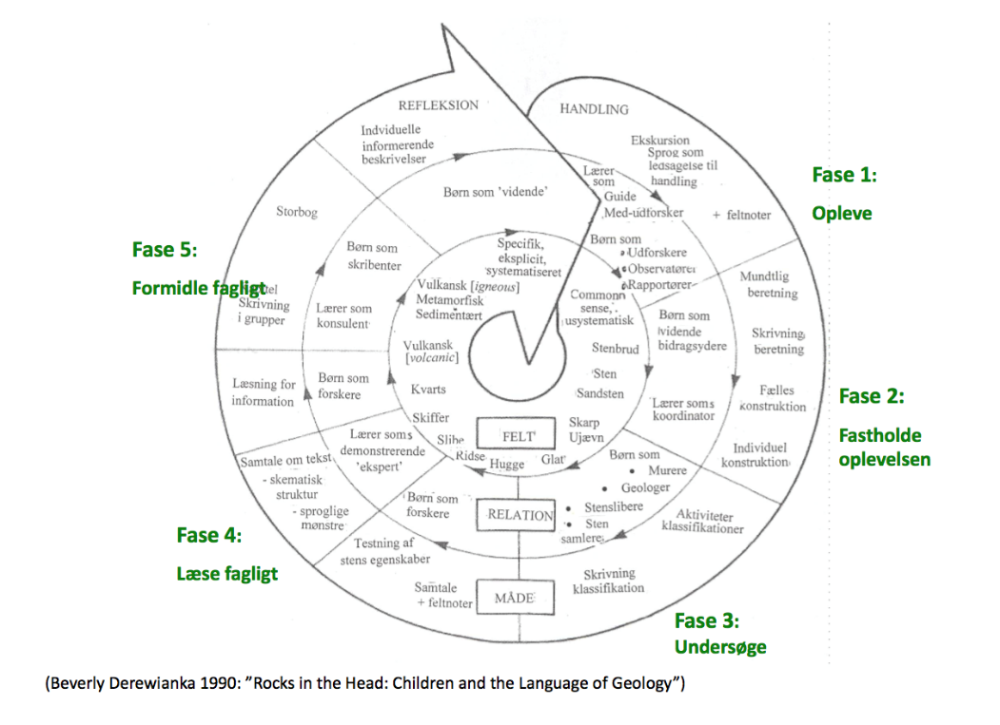 REFLEKSION
HANDLING
Indviduelle
informerende
beskrivelser
Ekskursion
Sprog som
ledsagelse til
handling
+ feltnoter
Lærer
som
Guide
Med-udforsker
Børn som 'vidende'
Storbog
Børn som
skribenter
Fase 1:
Opleve
Fase 5:
Formidle fagligt
Skrivning
i grupper
Lærer som
konsulent
Børn som
Udforskere
Observatører
Rapportører
Specifik,
eksplicit,
systematiseret
Vulkansk [igneous]
Metamorfisk
Sedimentært
Commonn
sense,
usystematisk
Mundtlig
beretning
Børn som
vidende
bidragsydere
Skrivning,
beretning
Vulkansk
[volcanic]
Stenbrud
Sten
Sandsten
Læsning for
information
Børn som
forskere
Kvarts
Skiffer
Slibe
Ridse
Hugge
Glat
Skarp
Ujævn
FELT
Fælles
konstruktion
Lærer som
koordinator
Fase 2:
Fastholde
oplevelsen
Individuel
konstruktion
Samtale om tekst
- skematisk
struktur
- sproglige
mønstre
Lærer som
demonstrerende
'ekspert'
Børn som
• Murere
• Geologer
• Stenslibere
• Sten
samlere
Børn som
forskere
RELATION
Aktiviteter
klassifikationer
Fase 4:
Læse fagligt
Testning af
stens egenskaber
Samtale
+ feltnoter
MÅDE
Skrivning
klassifikation
Fase 3:
Undersøge
(Beverly Derewianka 1990: ”Rocks in the Head: Children and the Language of Geology”)